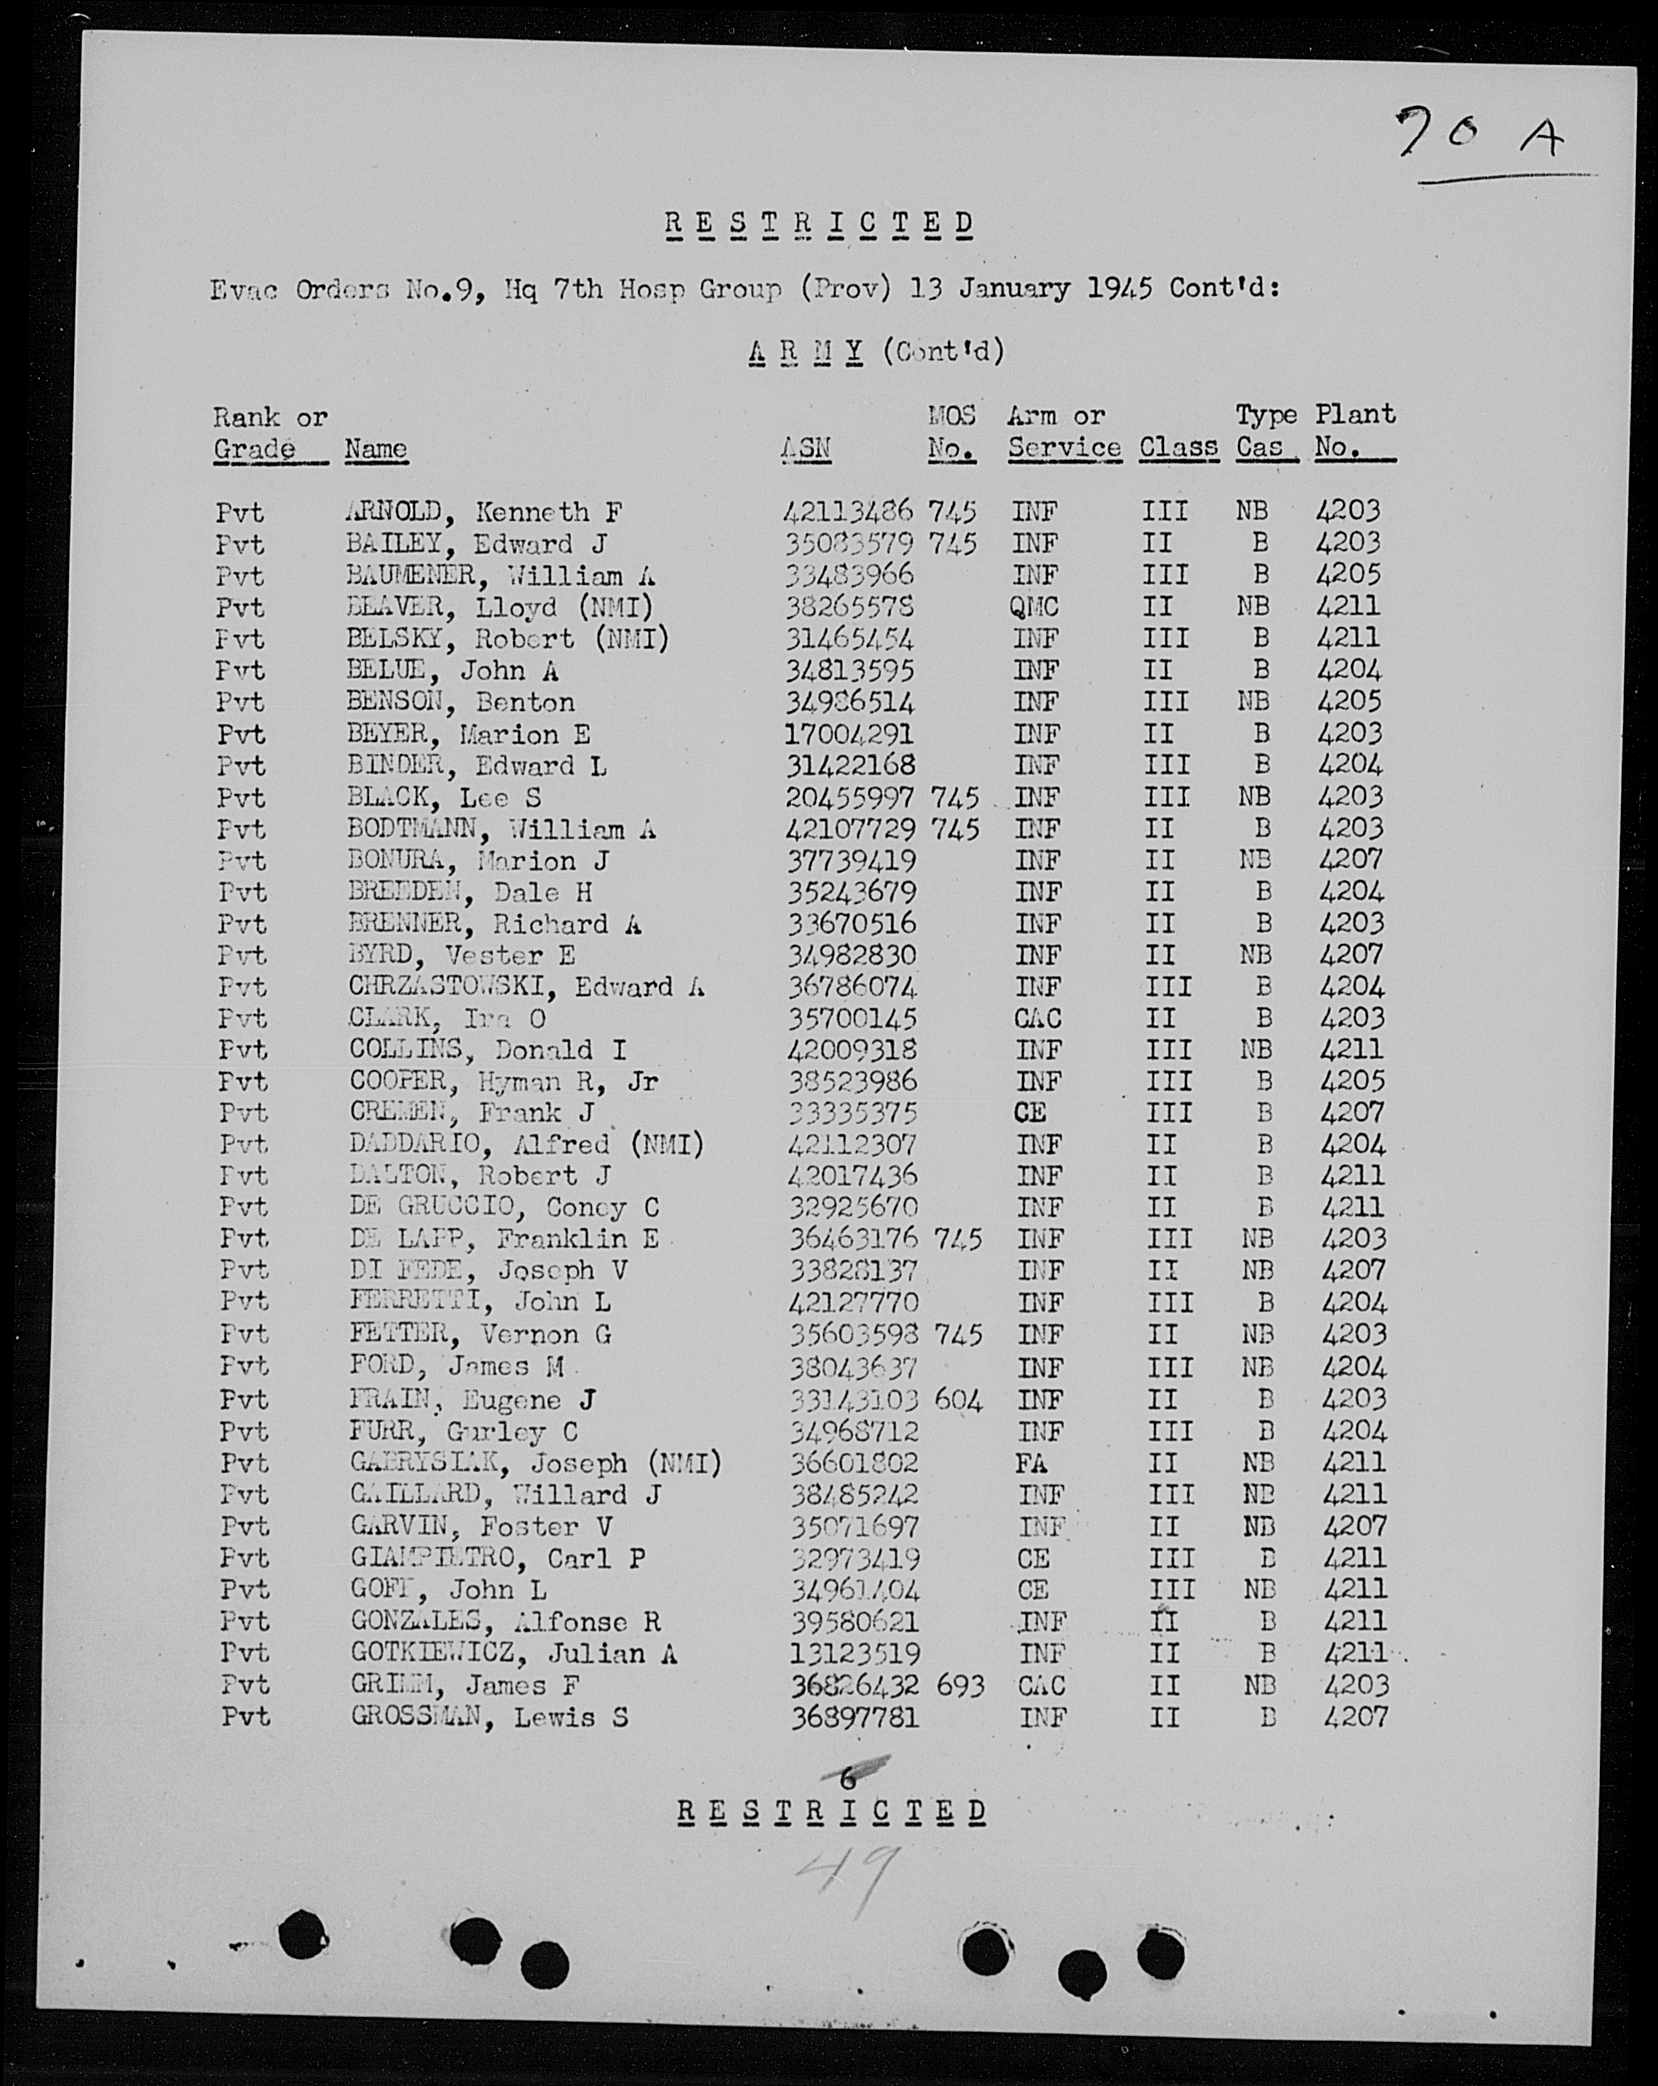 70 A
RESTRICTED
Evac Orders No.9, Hq 7th Hosp Group (Prov) 13 January 1945 Cont'd:
ARMY (Cont'd)
Rank or MOS Arm or Type Plant
Grade Name ASN No. Service Class Cas No.
Pvt ARNOLD, Kenneth F 42113486 745 INF III NB 4203
Pvt BAILEY, Edward J 35083579 745 INF II B 4203
Pvt BAUMENER, William A 33483966 INF III B 4205
Pvt BEAVER, Lloyd (NMI) 38265578 QMC II NB 4211
Pvt BELSKY, Robert (NMI) 31465454 INF III B 4211
Pvt BELUE, John A 34813595 INF II B 4204
Pvt BENSON, Benton 34986514 INF III NB 4205
Pvt BEYER, Marion E 17004291 INF II B 4203
Pvt BINDER, Edward L 31422168 INF III B 4204
Pvt BLACK, Lee S 20455997 745 INF III NB 4203
Pvt BODTMANN, William A 42107729 745 INF II B 4203
Pvt BONURA, Marion J 37739419 INF II NB 4207
Pvt BREEDEN, Dale H 35243679 INF II B 4204
Pvt BRENNER, Richard A 33670516 INF II B 4203
Pvt BYRD, Vester E 34982830 INF II NB 4207
Pvt CHRZASTOWSKI, Edward A 36786074 INF III B 4204
Pvt CLARK, Ira O 35700145 CAC II B 4203
Pvt COLLINS, Donald I 42009318 INF III NB 4211
Pvt COOPER, Hyman R, Jr 38523986 INF III B 4205
Pvt CREMEN, Frank J 33335375 CE III B 4207
Pvt DADDARIO, Alfred (NMI) 42112307 INF II B 4204
Pvt DALTON, Robert J 42017436 INF II B 4211
Pvt DE GRUCCIO, Coney C 32925670 INF II B 4211
Pvt DE LAPP, Franklin E 36463176 745 INF III NB 4203
Pvt DI FEDE, Joseph V 33828137 INF II NB 4207
Pvt FERRETTI, John L 42127770 INF III B 4204
Pvt FETTER, Vernon G 35603598 745 INF II NB 4203
Pvt FORD, James M 38043637 INF III NB 4204
Pvt FRAIN, Eugene J 33143103 604 INF II B 4203
Pvt FURR, Gurley C 34968712 INF III B 4204
Pvt GABRYSIAK, Joseph (NMI) 36601802 FA II NB 4211
Pvt GAILLARD, Willard J 38485242 INF III NB 4211
Pvt GARVIN, Foster V 35071697 INF II NB 4207
Pvt GIAMPIETRO, Carl P 32973419 CE III B 4211
Pvt GOFF, John L 34961404 CE III NB 4211
Pvt GONZALES, Alfonse R 39580621 INF II B 4211
Pvt GOTKIEWICZ, Julian A 13123519 INF II B 4211
Pvt GRIMM, James F 36826432 693 CAC II NB 4203
Pvt GROSSMAN, Lewis S 36897781 INF II B 4207
6
RESTRICTED
49